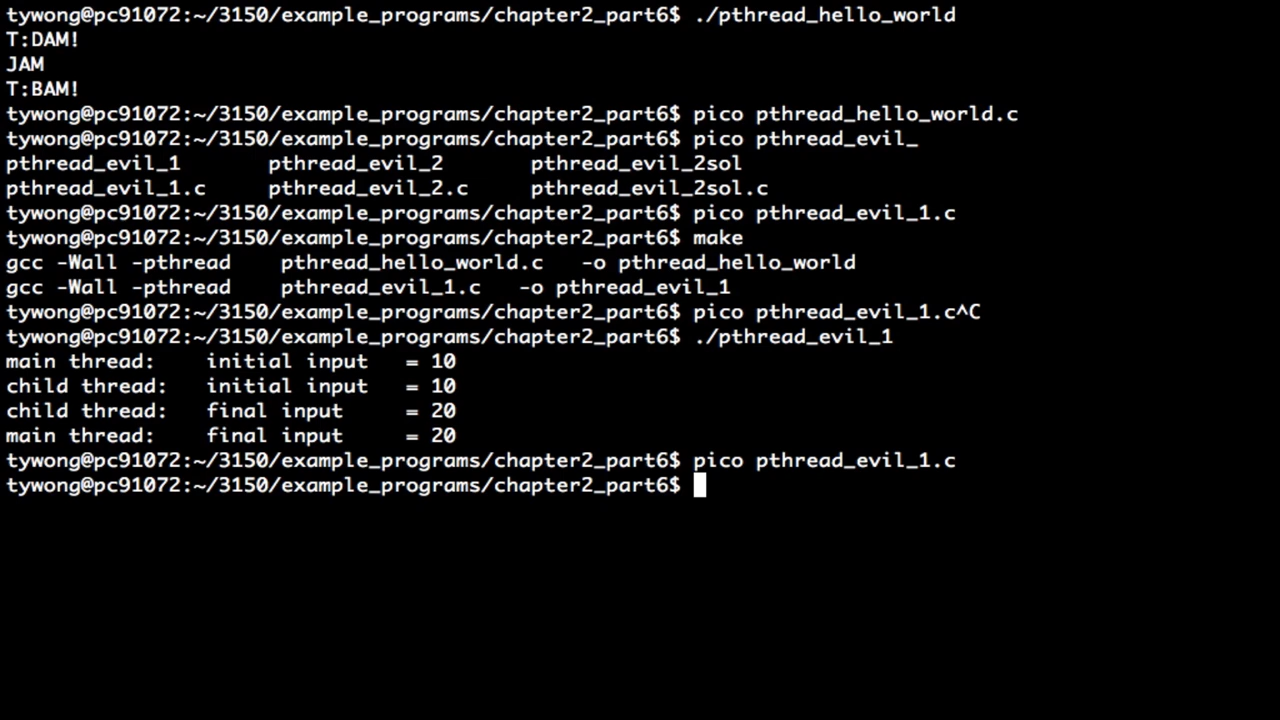 tywong@pc91072:~/3150/example_programs/chapter2_part6$ ./pthread_hello_world
T:DAM!
JAM
T:BAM!
tywong@pc91072:~/3150/example_programs/chapter2_part6$ pico pthread_hello_world.c
tywong@pc91072:~/3150/example_programs/chapter2_part6$ pico pthread_evil_
pthread_evil_1       pthread_evil_2       pthread_evil_2sol
pthread_evil_1.c     pthread_evil_2.c     pthread_evil_2sol.c
tywong@pc91072:~/3150/example_programs/chapter2_part6$ pico pthread_evil_1.c
tywong@pc91072:~/3150/example_programs/chapter2_part6$ make
gcc -Wall -pthread    pthread_hello_world.c   -o pthread_hello_world
gcc -Wall -pthread    pthread_evil_1.c   -o pthread_evil_1
tywong@pc91072:~/3150/example_programs/chapter2_part6$ pico pthread_evil_1.c^C
tywong@pc91072:~/3150/example_programs/chapter2_part6$ ./pthread_evil_1
main thread:    initial input   = 10
child thread:   initial input   = 10
child thread:   final input     = 20
main thread:    final input     = 20
tywong@pc91072:~/3150/example_programs/chapter2_part6$ pico pthread_evil_1.c
tywong@pc91072:~/3150/example_programs/chapter2_part6$